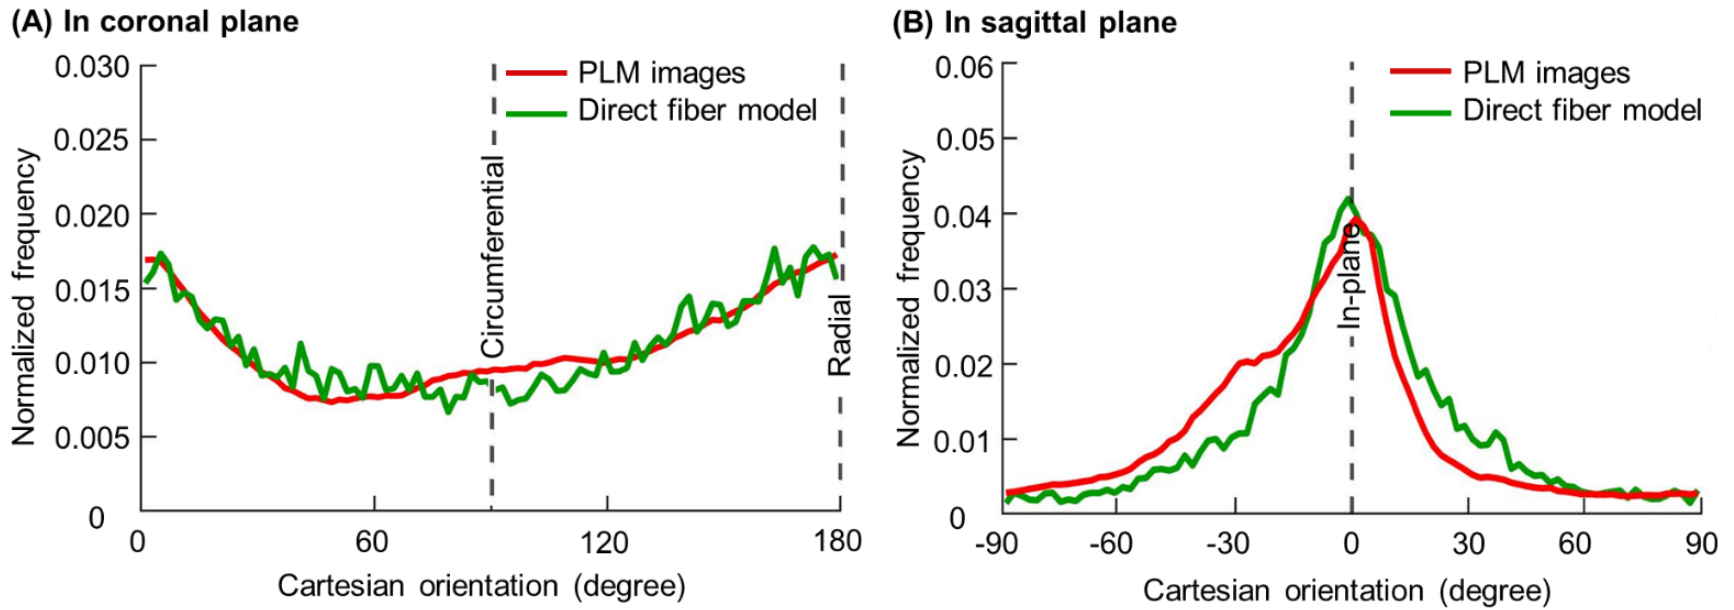 (A) In coronal plane
PLM images
Direct fiber model
Normalized frequency
0.030
0.025
0.020
0.015
0.010
0.005
0
0
60
120
180
Circumferential
Radial
Cartesian orientation (degree)
(B) In sagittal plane
PLM images
Direct fiber model
Normalized frequency
0.06
0.05
0.04
0.03
0.02
0.01
0
-90
-60
-30
0
30
60
90
In-plane
Cartesian orientation (degree)